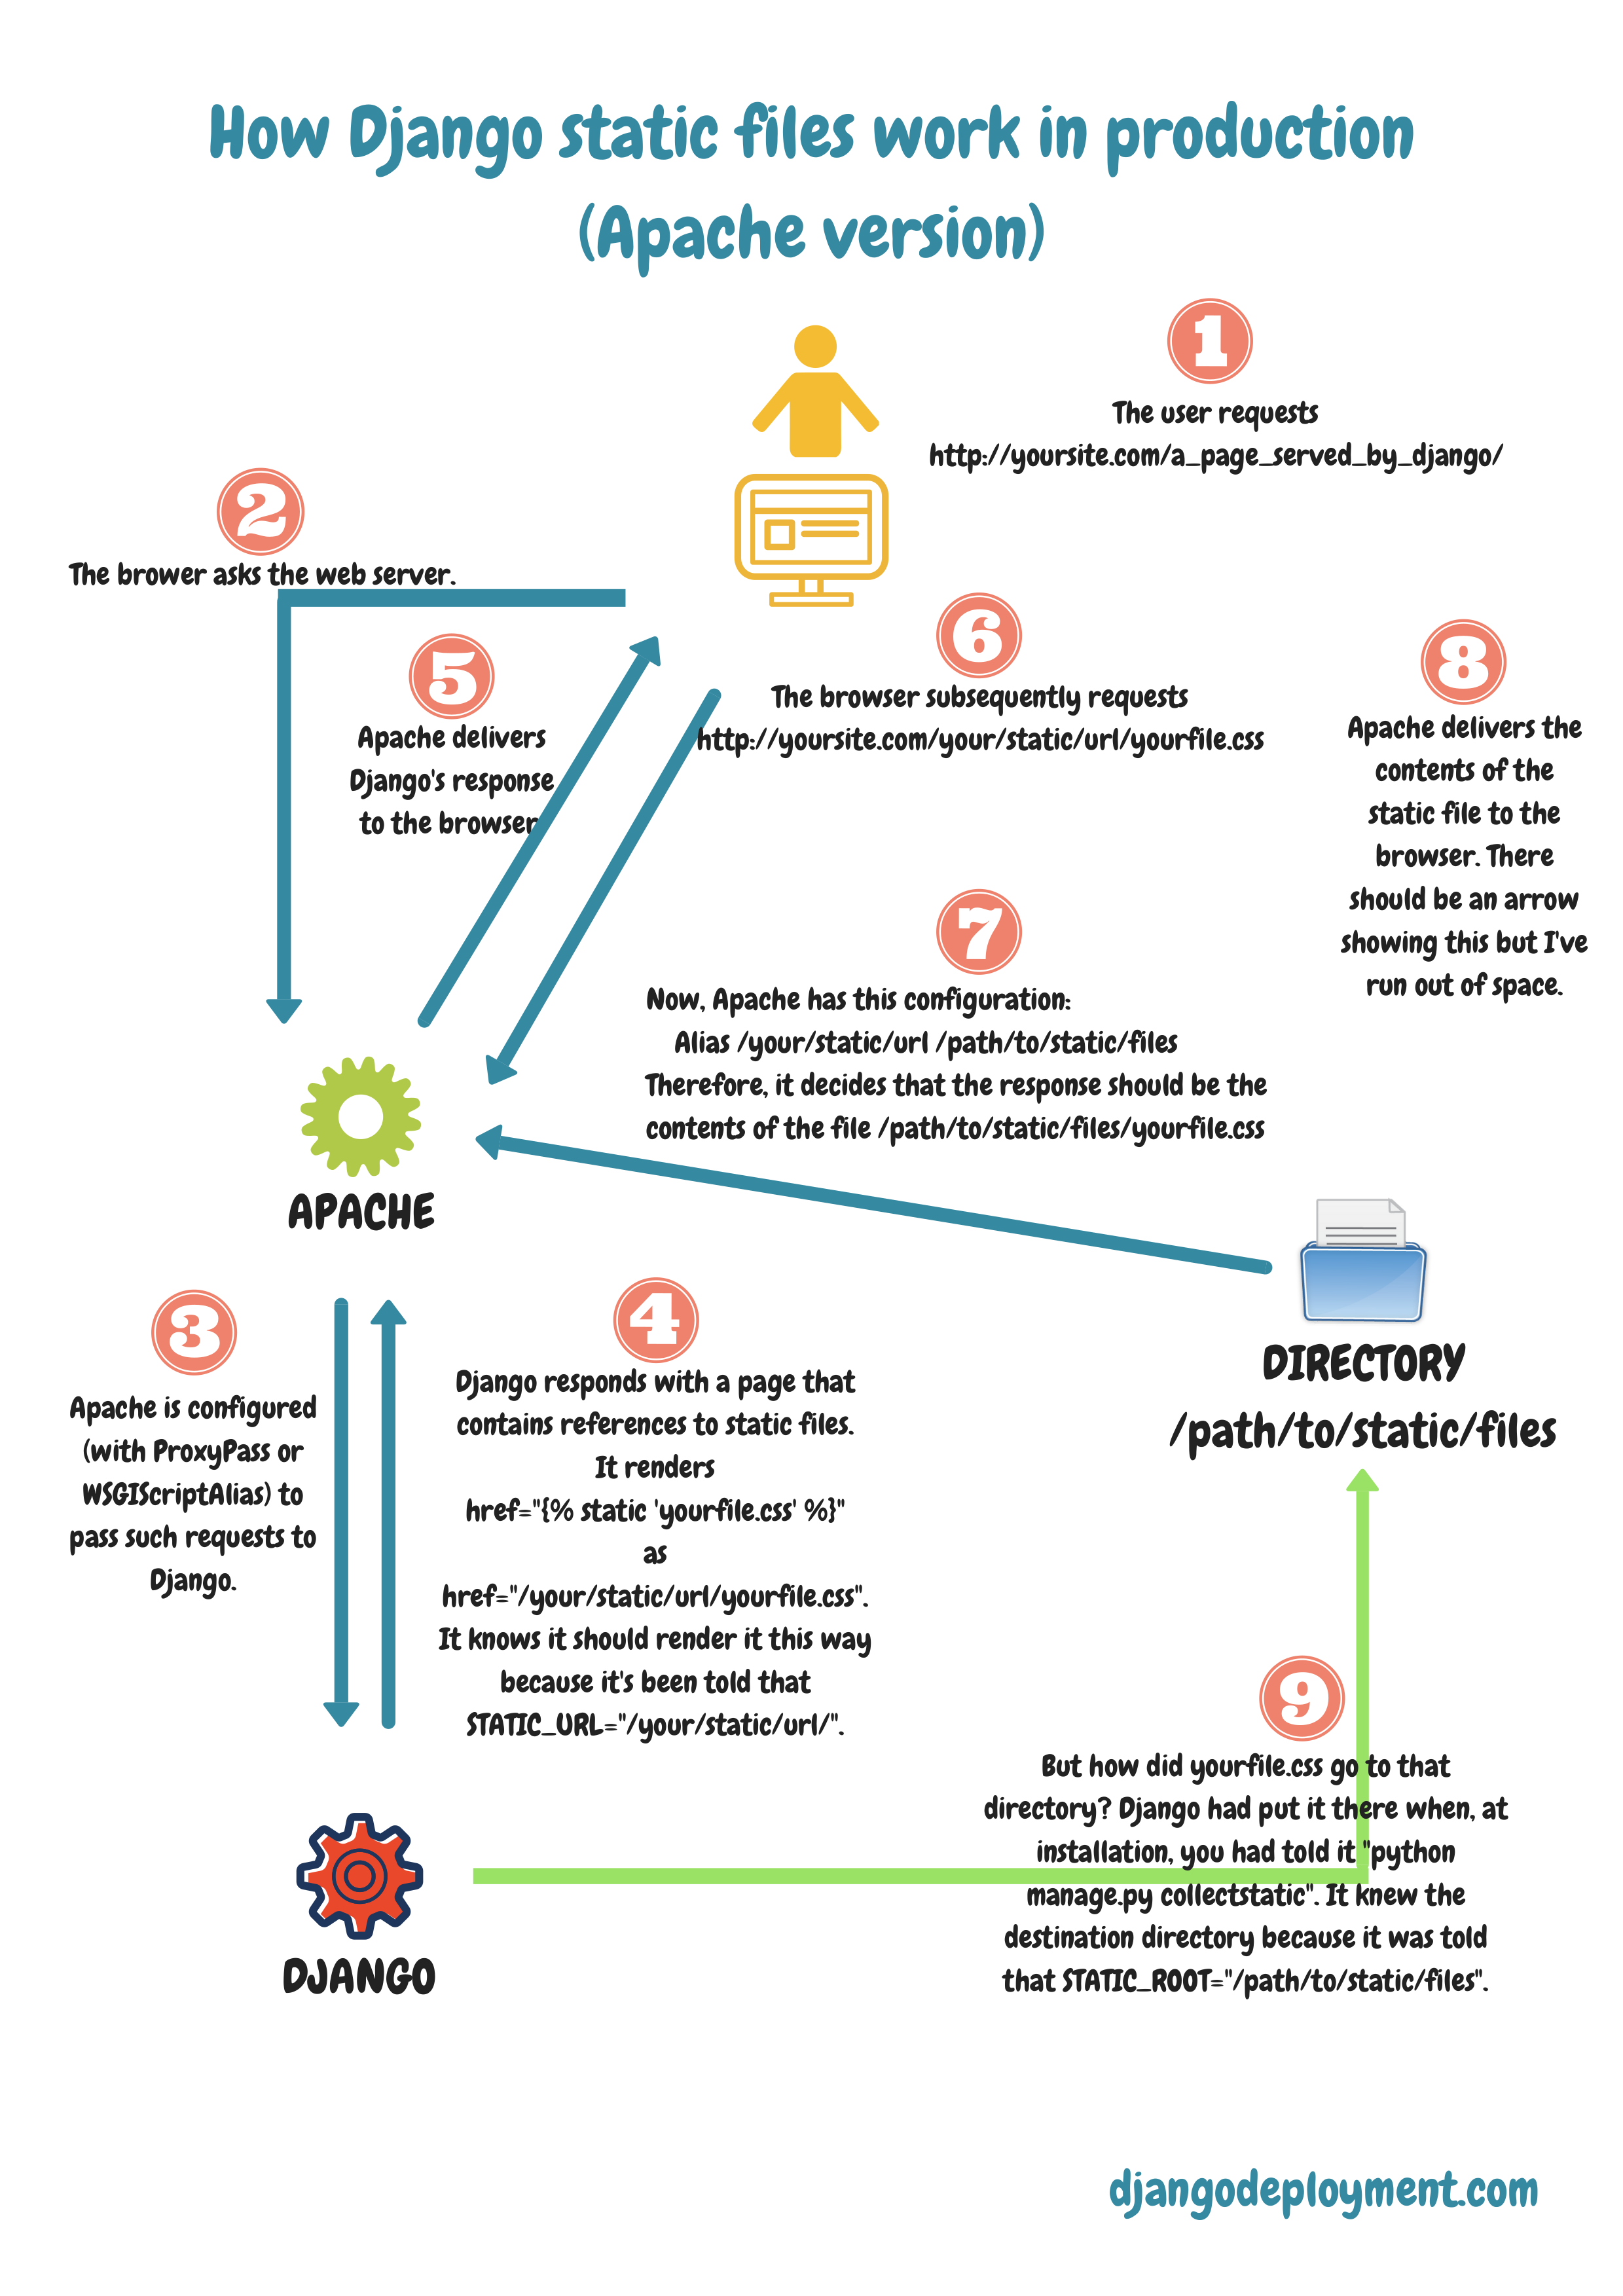 How Django static files work in production
(Apache version)
1
The user requests
http://yoursite.com/a_page_served_by_django/
2
The brower asks the web server.
5
Apache delivers
Django's response
to the browser
6
The browser subsequently requests
http://yoursite.com/your/static/url/yourfile.css
8
Apache delivers the
contents of the
static file to the
browser. There
should be an arrow
showing this but I've
run out of space.
7
Now, Apache has this configuration:
Alias /your/static/url /path/to/static/files
Therefore, it decides that the response should be the
contents of the file /path/to/static/files/yourfile.css
APACHE
3
Apache is configured
(with ProxyPass or
WSGIScriptAlias) to
pass such requests to
Django.
4
Django responds with a page that
contains references to static files.
It renders
href="{% static 'yourfile.css' %}"
as
href="/your/static/url/yourfile.css".
It knows it should render it this way
because it's been told that
STATIC_URL="/your/static/url/".
DIRECTORY
/path/to/static/files
9
But how did yourfile.css go to that
directory? Django had put it there when, at
installation, you had told it "python
manage.py collectstatic". It knew the
destination directory because it was told
that STATIC_ROOT="/path/to/static/files".
DJANGO
djangodeployment.com